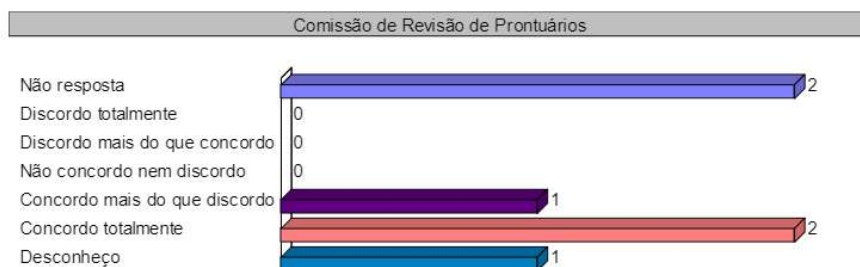 Comissão de Revisão de Prontuários
Não resposta 2
Discordo totalmente 0
Discordo mais do que concordo 0
Não concordo nem discordo 0
Concordo mais do que discordo 1
Concordo totalmente 2
Desconheço 1